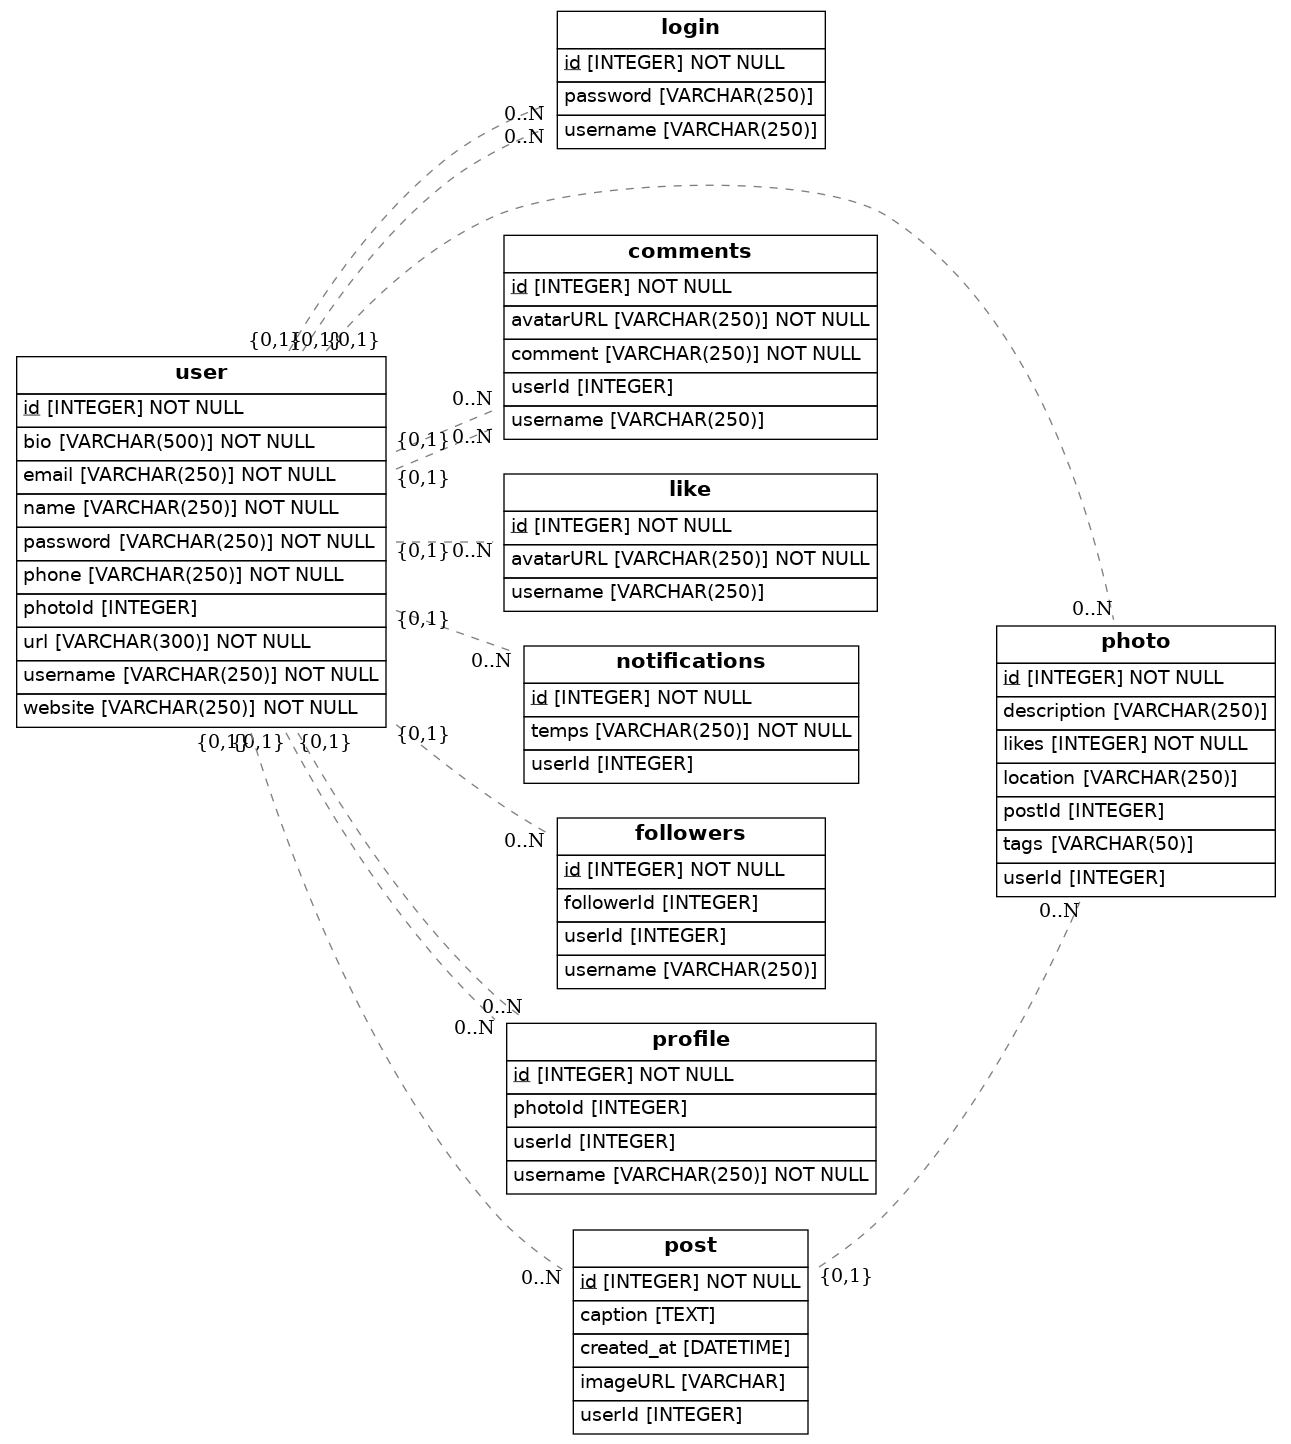 login
id [INTEGER] NOT NULL
password [VARCHAR(250)]
username [VARCHAR(250)]
0..N
0..N
{0,1}
{0,1}
{0,1}
user
id [INTEGER] NOT NULL
bio [VARCHAR(500)] NOT NULL
email [VARCHAR(250)] NOT NULL
name [VARCHAR(250)] NOT NULL
password [VARCHAR(250)] NOT NULL
phone [VARCHAR(250)] NOT NULL
photoId [INTEGER]
url [VARCHAR(300)] NOT NULL
username [VARCHAR(250)] NOT NULL
website [VARCHAR(250)] NOT NULL
{0,1}
{0,1}
{0,1}
comments
id [INTEGER] NOT NULL
avatarURL [VARCHAR(250)] NOT NULL
comment [VARCHAR(250)] NOT NULL
userId [INTEGER]
username [VARCHAR(250)]
0..N
0..N
{0,1}
{0,1}
like
id [INTEGER] NOT NULL
avatarURL [VARCHAR(250)] NOT NULL
username [VARCHAR(250)]
{0,1}
0..N
notifications
id [INTEGER] NOT NULL
temps [VARCHAR(250)] NOT NULL
userId [INTEGER]
{0,1}
0..N
followers
id [INTEGER] NOT NULL
followerId [INTEGER]
userId [INTEGER]
username [VARCHAR(250)]
{0,1}
0..N
profile
id [INTEGER] NOT NULL
photoId [INTEGER]
userId [INTEGER]
username [VARCHAR(250)] NOT NULL
0..N
0..N
post
id [INTEGER] NOT NULL
caption [TEXT]
created_at [DATETIME]
imageURL [VARCHAR]
userId [INTEGER]
0..N
{0,1}
0..N
photo
id [INTEGER] NOT NULL
description [VARCHAR(250)]
likes [INTEGER] NOT NULL
location [VARCHAR(250)]
postId [INTEGER]
tags [VARCHAR(50)]
userId [INTEGER]
0..N